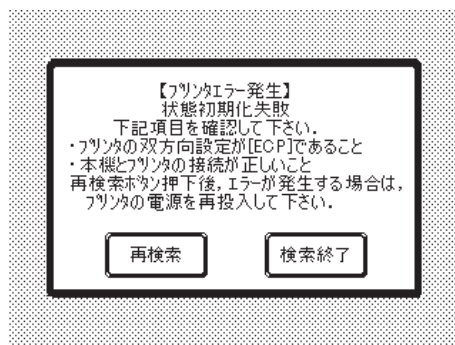 【プリンタエラー発生】
状態初期化失敗
下記項目を確認して下さい.
・プリンタの双方向設定が[ECP]であること
・本機とプリンタの接続が正しいこと
再検索ボタン押下後,エラーが発生する場合は,
プリンタの電源を再投入して下さい.
再検索
検索終了